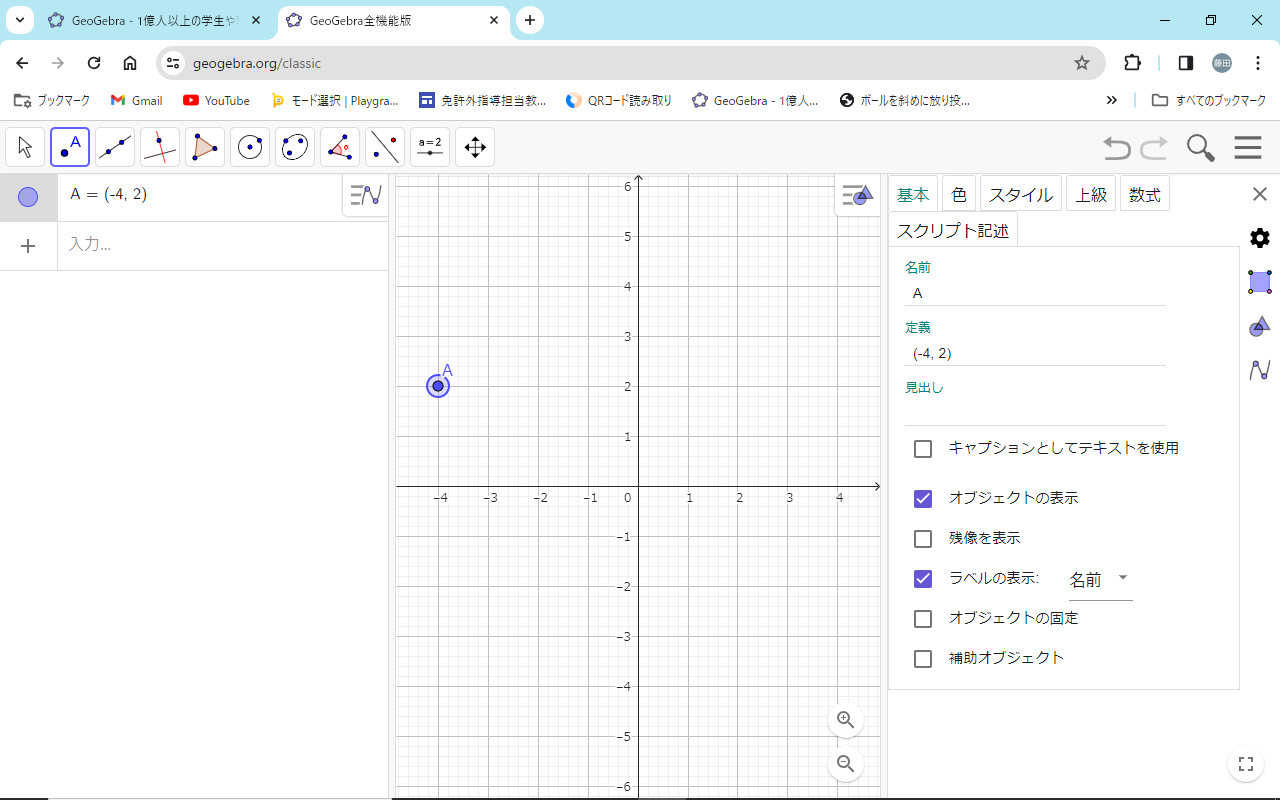 GeoGebra - 1億人以上の学生や
GeoGebra全機能版
geogebra.org/classic
藤田
ブックマーク
Gmail
YouTube
モード選択 | Playgra...
免許外指導担当教...
QRコード読み取り
GeoGebra - 1億人...
ボールを斜めに放り投...
すべてのブックマーク
A
α
a=2
A = (-4, 2)
入力...
A
6
5
4
3
2
1
−4 −3 −2 −1 0 1 2 3 4
−1
−2
−3
−4
−5
−6
基本 色 スタイル 上級 数式
スクリプト記述
名前
A
定義
(-4, 2)
見出し
キャプションとしてテキストを使用
オブジェクトの表示
残像を表示
ラベルの表示: 名前
オブジェクトの固定
補助オブジェクト